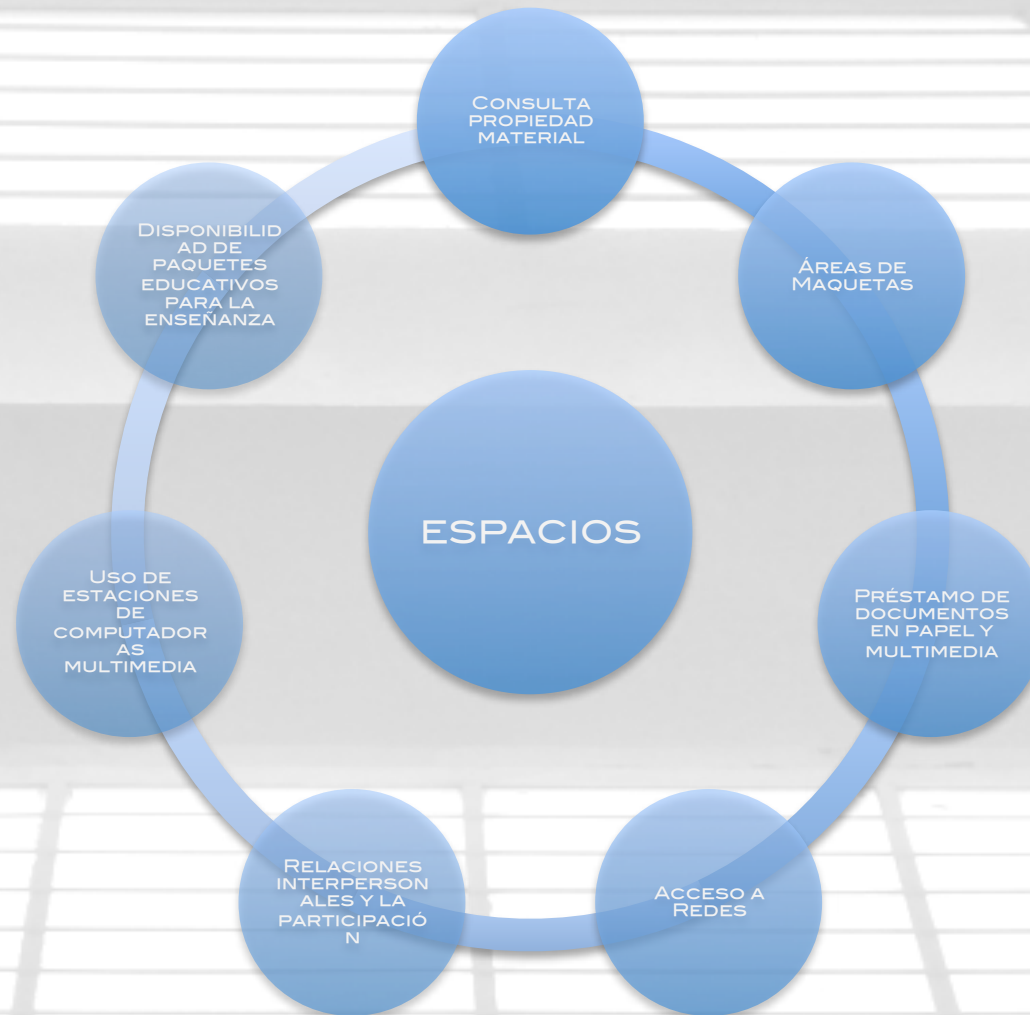 CONSULTA
PROPIEDAD
MATERIAL
ÁREAS DE
MAQUETAS
PRÉSTAMO DE
DOCUMENTOS
EN PAPEL Y
MULTIMEDIA
ACCESO A
REDES
RELACIONES
INTERPERSON
ALES Y LA
PARTICIPACIÓ
N
USO DE
ESTACIONES
DE
COMPUTADOR
AS
MULTIMEDIA
DISPONIBILID
AD DE
PAQUETES
EDUCATIVOS
PARA LA
ENSEÑANZA
ESPACIOS